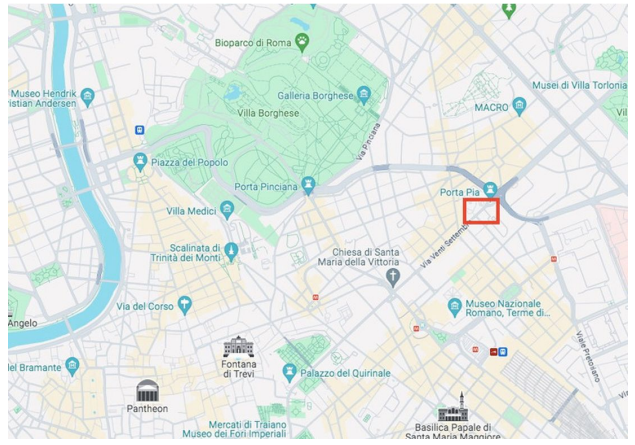 Bioparco di Roma
Museo Hendrik
ristian Andersen
Galleria Borghese
Musei di Villa Torlonia
MACRO
Villa Borghese
Vil
Via Pinciana
Piazza del Popolo
Porta Pinciana
Porta Pia
Villa Medici
Via Venti Settembre
Scalinata di
Trinità dei Monti
Chiesa di Santa
Maria della Vittoria
Via del Corso
Museo Nazionale
Romano, Terme di...
Angelo
Fontana
di Trevi
Viale Pretoriano
del Bramante
Palazzo del Quirinale
Pantheon
Mercati di Traiano
Museo dei Fori Imperiali
Basilica Papale di
Santa Maria Maggiore